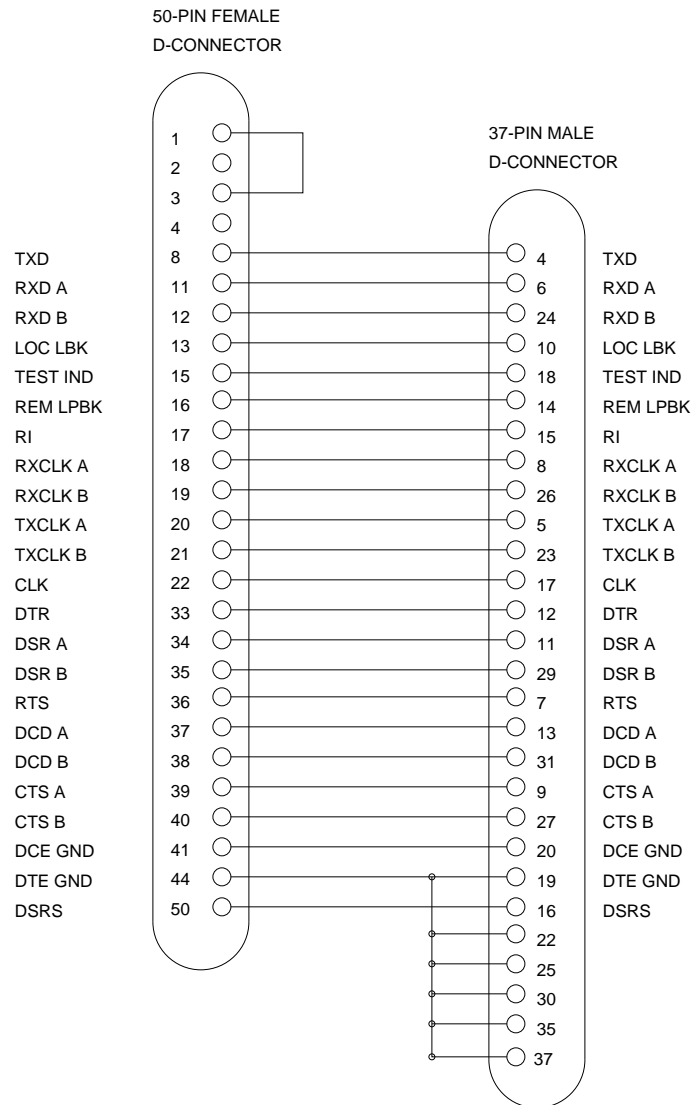 50-PIN FEMALE
D-CONNECTOR
37-PIN MALE
D-CONNECTOR
1
2
3
4
TXD 8 4 TXD
RXD A 11 6 RXD A
RXD B 12 24 RXD B
LOC LBK 13 10 LOC LBK
TEST IND 15 18 TEST IND
REM LPBK 16 14 REM LPBK
RI 17 15 RI
RXCLK A 18 8 RXCLK A
RXCLK B 19 26 RXCLK B
TXCLK A 20 5 TXCLK A
TXCLK B 21 23 TXCLK B
CLK 22 17 CLK
DTR 33 12 DTR
DSR A 34 11 DSR A
DSR B 35 29 DSR B
RTS 36 7 RTS
DCD A 37 13 DCD A
DCD B 38 31 DCD B
CTS A 39 9 CTS A
CTS B 40 27 CTS B
DCE GND 41 20 DCE GND
DTE GND 44 19 DTE GND
DSRS 50 16 DSRS
22
25
30
35
37